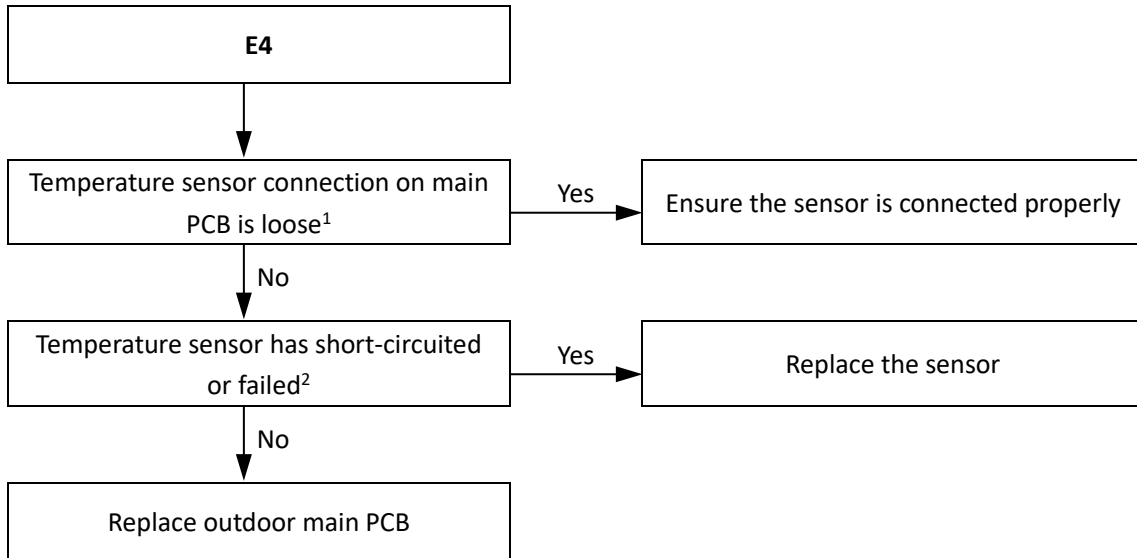 E4
Temperature sensor connection on main
PCB is loose1
Yes
Ensure the sensor is connected properly
No
Temperature sensor has short-circuited
or failed2
Yes
Replace the sensor
No
Replace outdoor main PCB